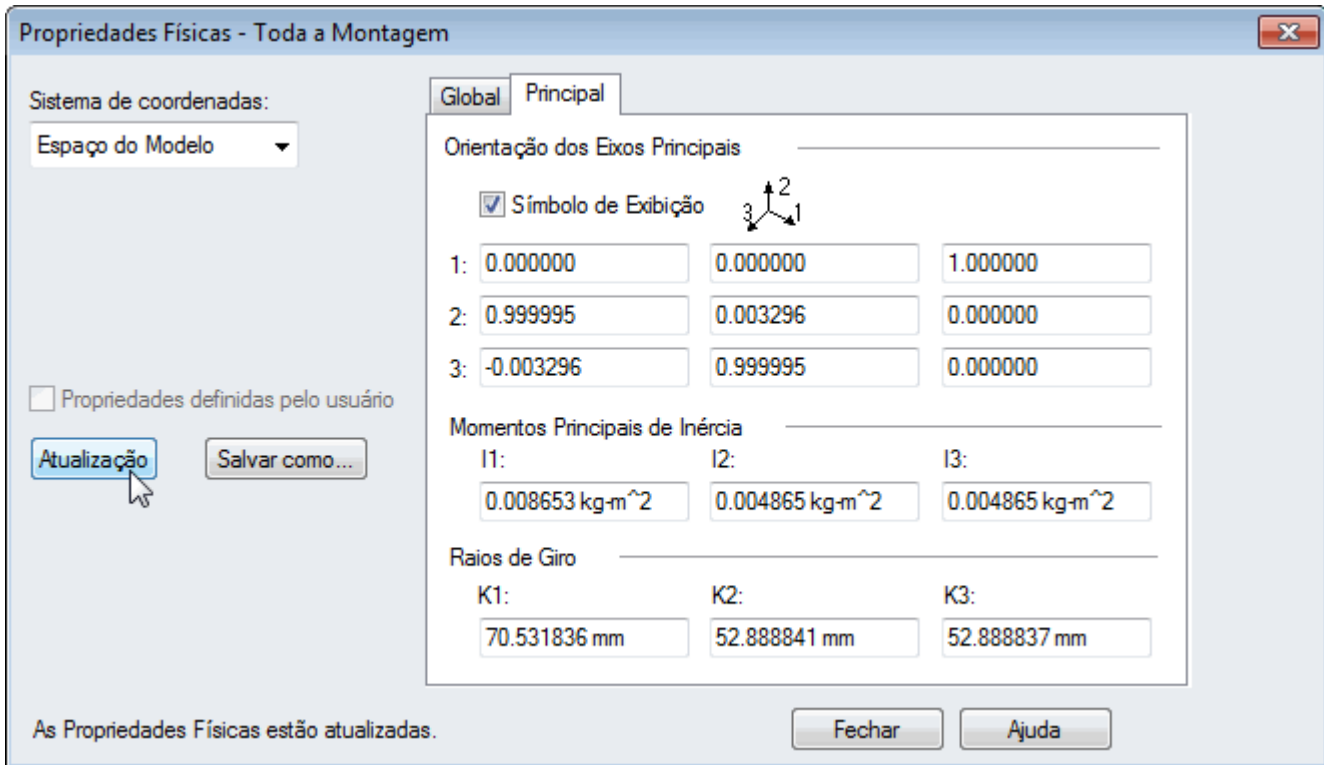 Propriedades Físicas - Toda a Montagem
Sistema de coordenadas:
Espaço do Modelo
Propriedades definidas pelo usuário
Atualização Salvar como...
Global Principal
Orientação dos Eixos Principais
Símbolo de Exibição 3 2 1
1: 0.000000 0.000000 1.000000
2: 0.999995 0.003296 0.000000
3: -0.003296 0.999995 0.000000
Momentos Principais de Inércia
I1: I2: I3:
0.008653 kg-m^2 0.004865 kg-m^2 0.004865 kg-m^2
Raios de Giro
K1: K2: K3:
70.531836 mm 52.888841 mm 52.888837 mm
As Propriedades Físicas estão atualizadas.
Fechar Ajuda